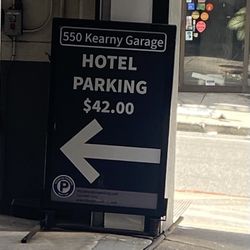 550 Kearny Garage
HOTEL
PARKING
$42.00
P